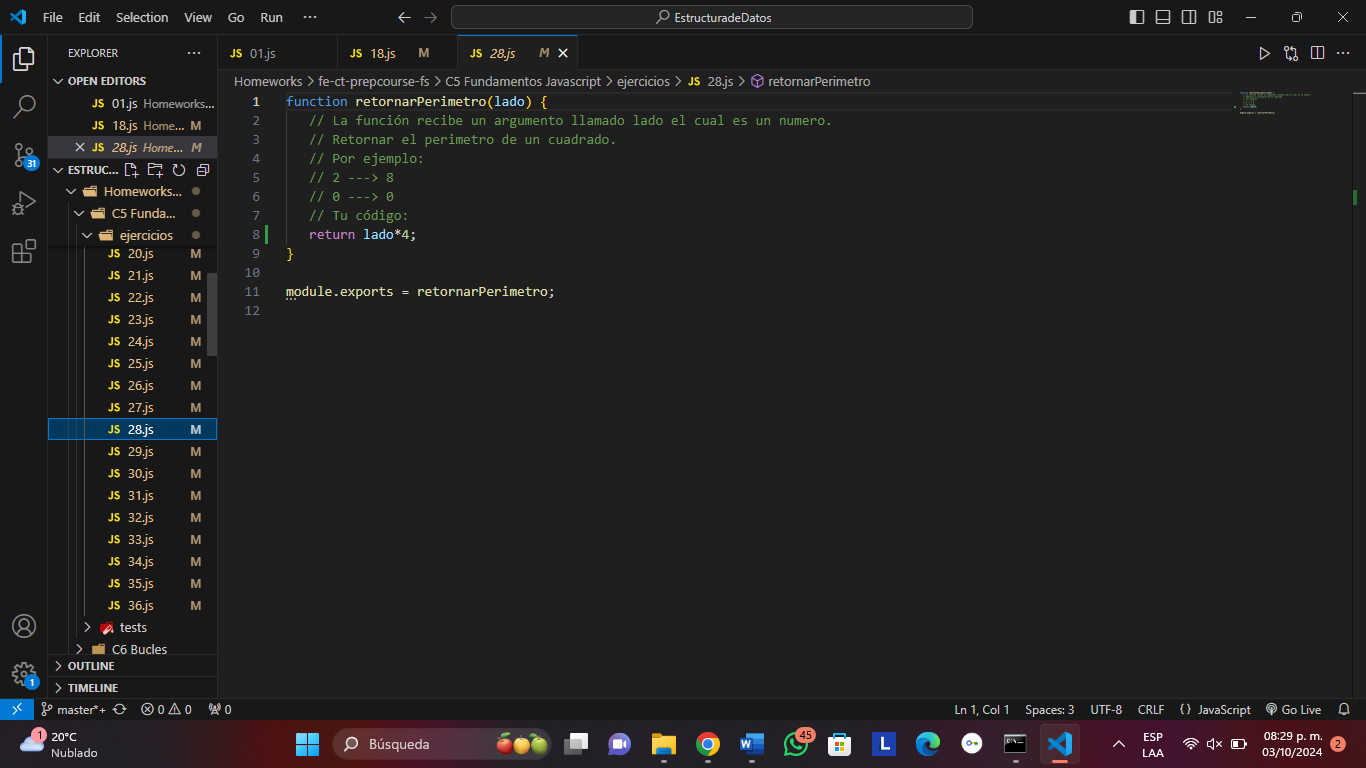 File Edit Selection View Go Run ··· EstructuradeDatos
EXPLORER ···
OPEN EDITORS
JS 01.js Homeworks...
JS 18.js Home... M
JS 28.js Home... M
ESTRUC...
Homeworks...
C5 Funda...
ejercicios
JS 20.js M
JS 21.js M
JS 22.js M
JS 23.js M
JS 24.js M
JS 25.js M
JS 26.js M
JS 27.js M
JS 28.js M
JS 29.js M
JS 30.js M
JS 31.js M
JS 32.js M
JS 33.js M
JS 34.js M
JS 35.js M
JS 36.js M
tests
C6 Bucles
OUTLINE
TIMELINE
31
1
JS 01.js JS 18.js M JS 28.js M
Homeworks > fe-ct-prepcourse-fs > C5 Fundamentos Javascript > ejercicios > JS 28.js > retornarPerimetro
1 function retornarPerimetro(lado) {
2 // La función recibe un argumento llamado lado el cual es un numero.
3 // Retornar el perimetro de un cuadrado.
4 // Por ejemplo:
5 // 2 ---> 8
6 // 0 ---> 0
7 // Tu código:
8 return lado*4;
9 }
10
11 module.exports = retornarPerimetro;
12
master*+ 0 0 0 Ln 1, Col 1 Spaces: 3 UTF-8 CRLF {} JavaScript Go Live
1 20°C
Nublado
Búsqueda
45
L
ESP
LAA
08:29 p. m.
03/10/2024
2